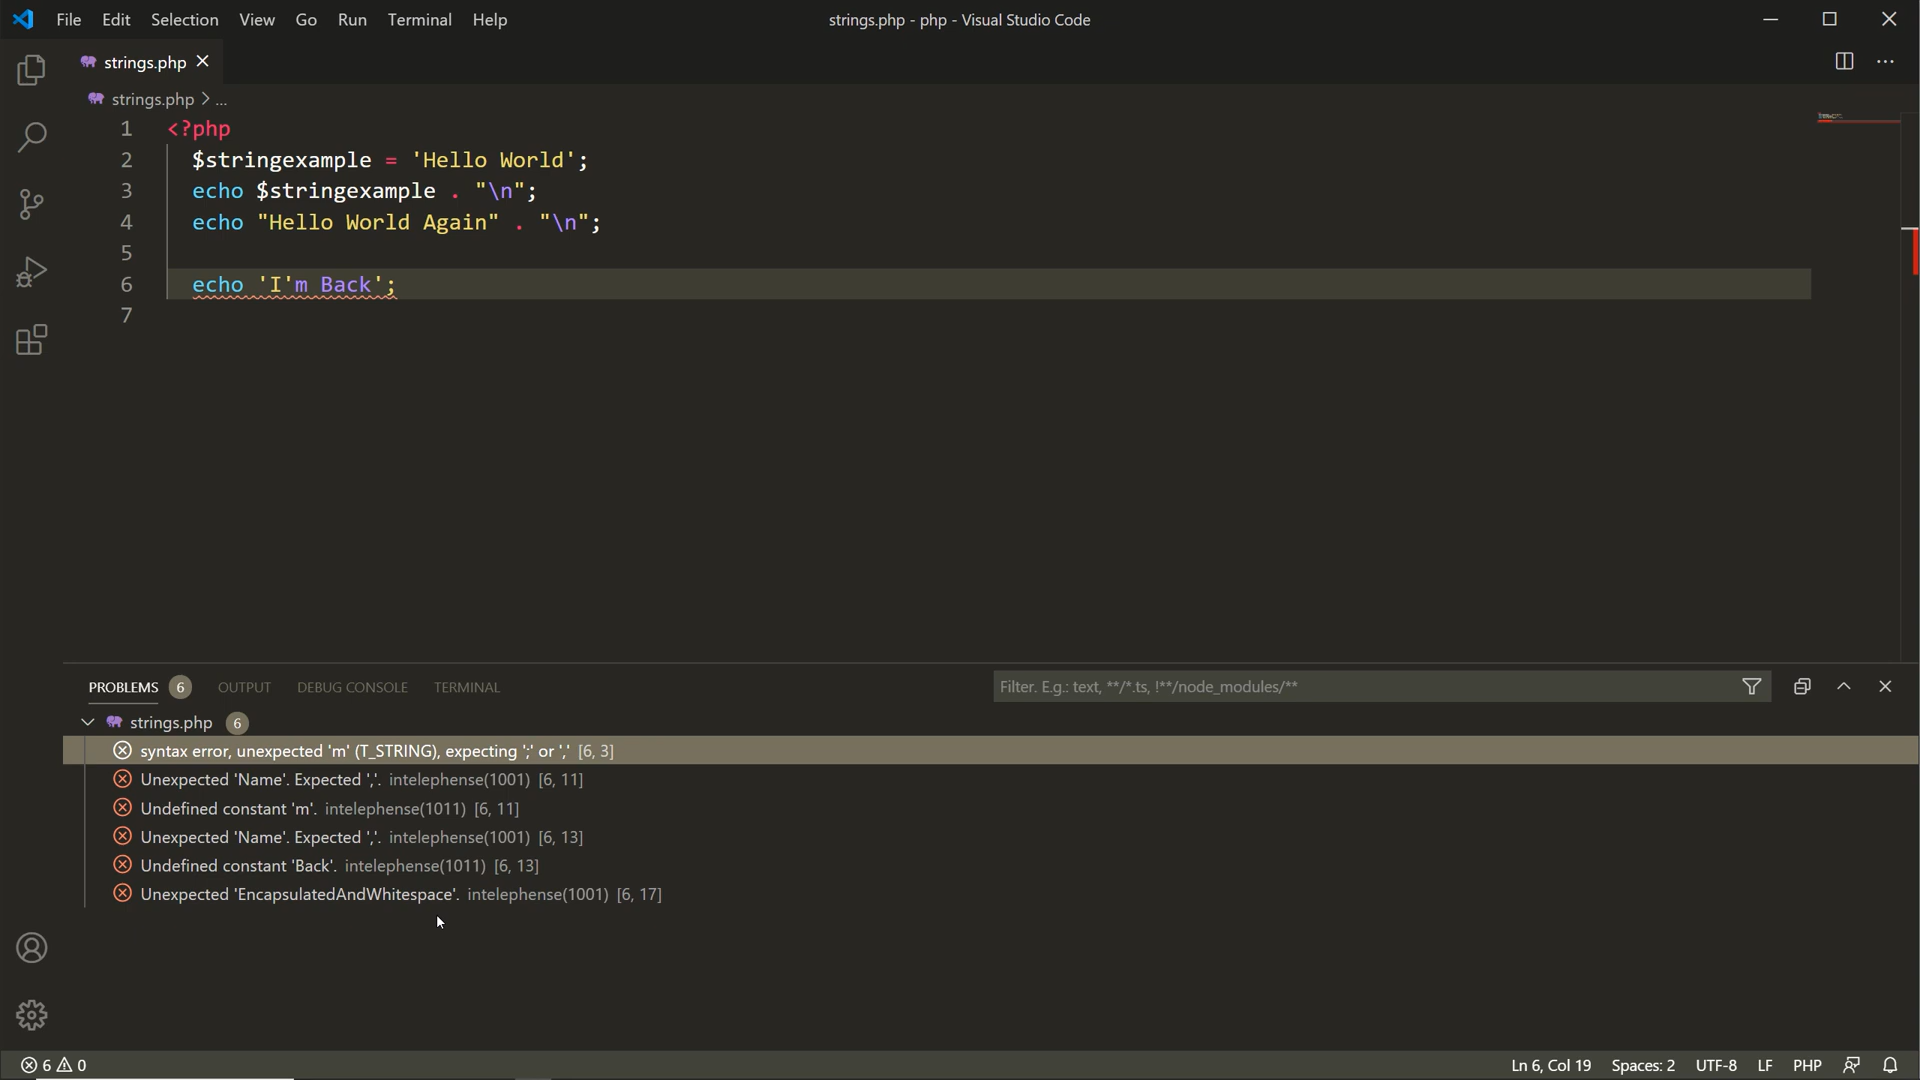 File Edit Selection View Go Run Terminal Help strings.php - php - Visual Studio Code
strings.php
strings.php > ...
1 <?php
2 $stringexample = 'Hello World';
3 echo $stringexample . "\n";
4 echo "Hello World Again" . "\n";
5
6 echo 'I'm Back';
7
PROBLEMS 6 OUTPUT DEBUG CONSOLE TERMINAL Filter. E.g.: text, **/*.ts, !**/node_modules/**
strings.php 6
syntax error, unexpected 'm' (T_STRING), expecting ';' or ',' [6, 3]
Unexpected 'Name'. Expected ','. intelephense(1001) [6, 11]
Undefined constant 'm'. intelephense(1011) [6, 11]
Unexpected 'Name'. Expected ','. intelephense(1001) [6, 13]
Undefined constant 'Back'. intelephense(1011) [6, 13]
Unexpected 'EncapsulatedAndWhitespace'. intelephense(1001) [6, 17]
6 0 Ln 6, Col 19 Spaces: 2 UTF-8 LF PHP